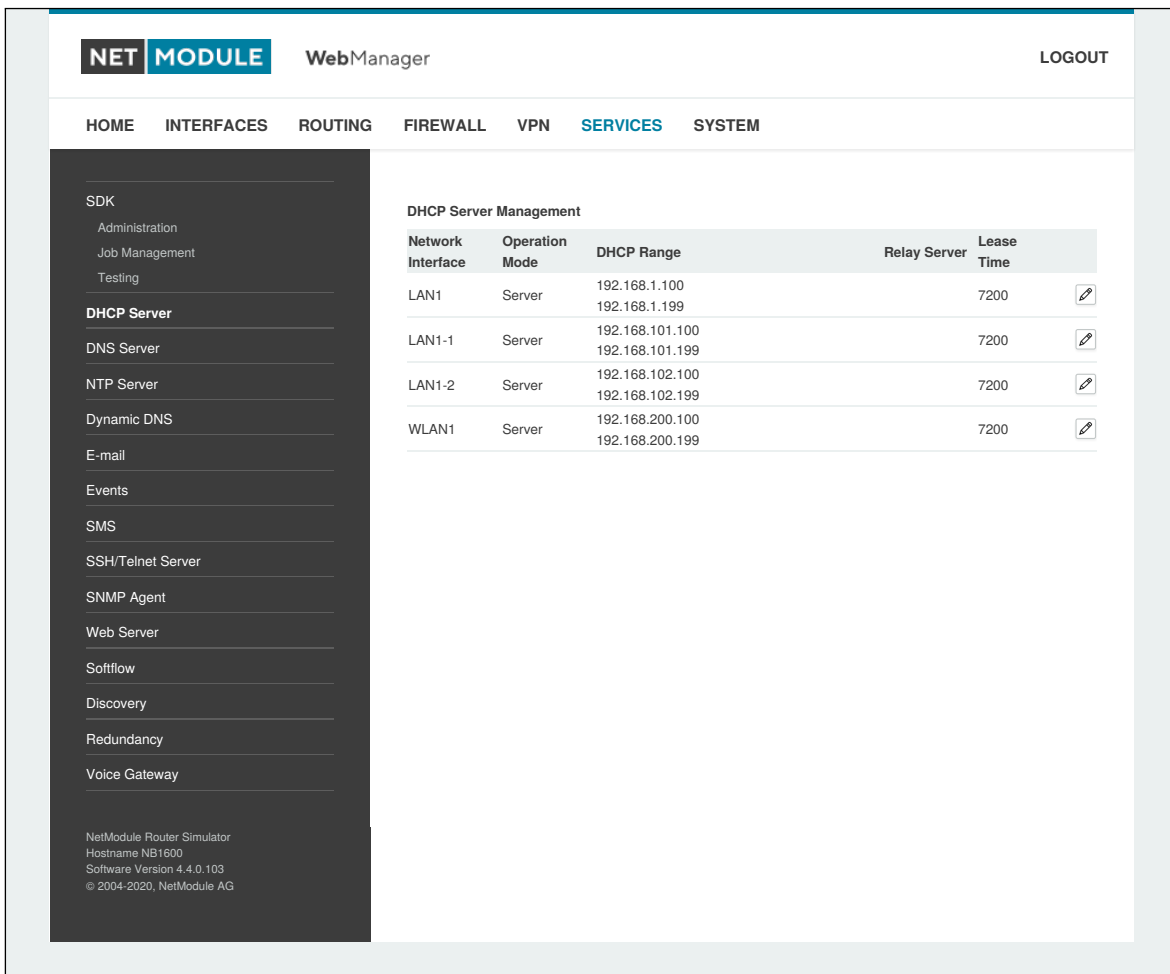 NET MODULE WebManager LOGOUT
HOME INTERFACES ROUTING FIREWALL VPN SERVICES SYSTEM
SDK
Administration
Job Management
Testing
DHCP Server
DNS Server
NTP Server
Dynamic DNS
E-mail
Events
SMS
SSH/Telnet Server
SNMP Agent
Web Server
Softflow
Discovery
Redundancy
Voice Gateway
NetModule Router Simulator
Hostname NB1600
Software Version 4.4.0.103
© 2004-2020, NetModule AG
DHCP Server Management
Network Interface Operation Mode DHCP Range Relay Server Lease Time
LAN1 Server 192.168.1.100 7200
192.168.1.199
LAN1-1 Server 192.168.101.100 7200
192.168.101.199
LAN1-2 Server 192.168.102.100 7200
192.168.102.199
WLAN1 Server 192.168.200.100 7200
192.168.200.199